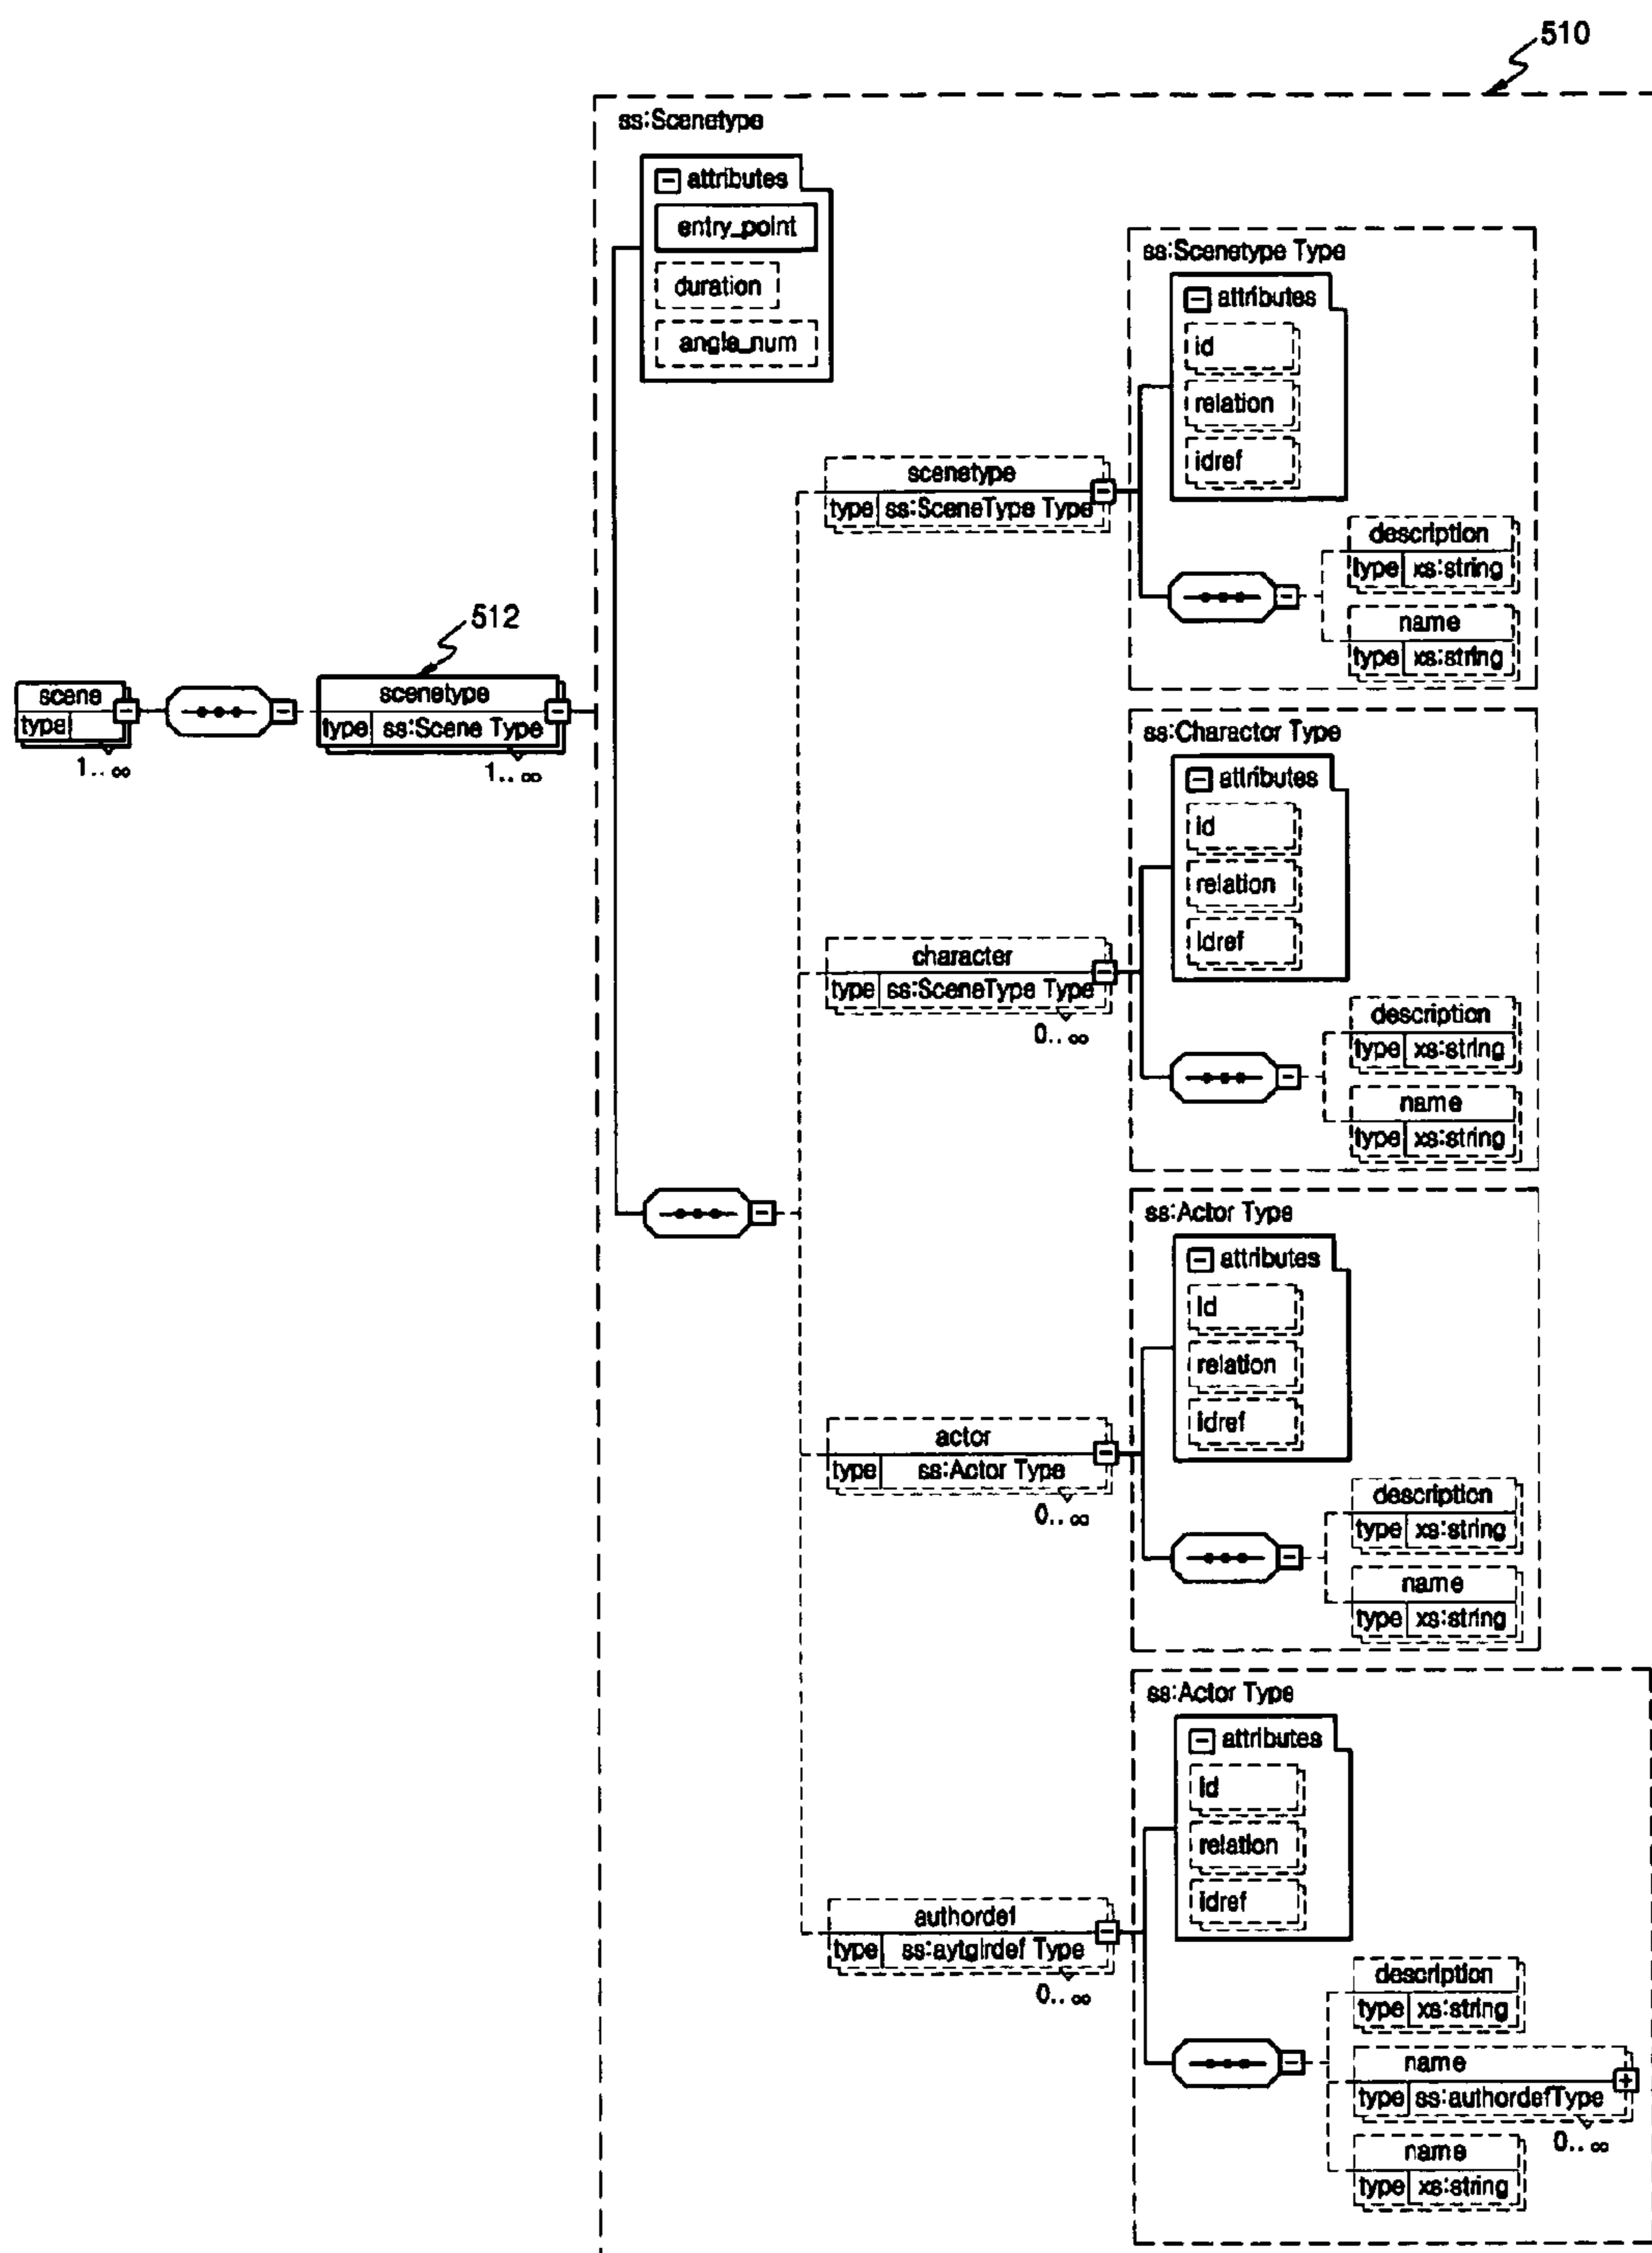 510
ss:Scenetype
attributes
entry_point
duration
angle_num
ss:Scenetype Type
attributes
id
relation
idref
scenetype
type ss:SceneType Type
description
type xs:string
name
type xs:string
512
scene
type
1..∞
scenetype
type ss:Scene Type
1..∞
ss:Charactor Type
attributes
id
relation
idref
character
type ss:SceneType Type
0..∞
description
type xs:string
name
type xs:string
ss:Actor Type
attributes
id
relation
idref
actor
type ss:Actor Type
0..∞
description
type xs:string
name
type xs:string
ss:Actor Type
attributes
id
relation
idref
authordef
type ss:aytgirdef Type
0..∞
description
type xs:string
name
type ss:authordefType
0..∞
name
type xs:string